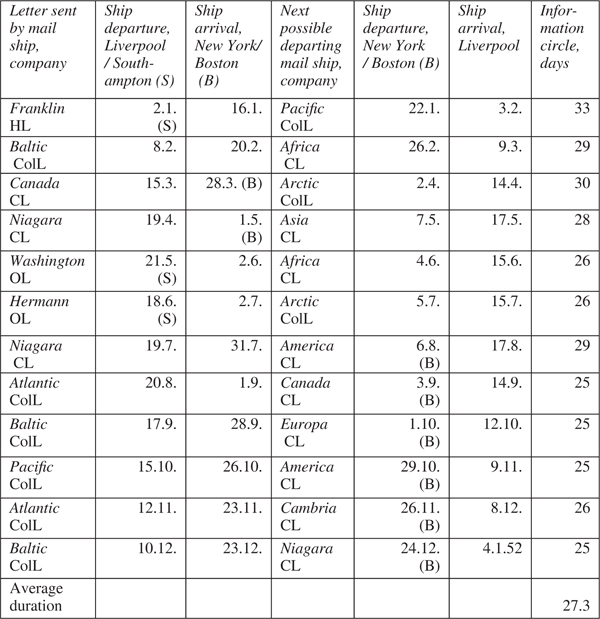 Letter sent by mail ship, company | Ship departure, Liverpool / South-ampton (S) | Ship arrival, New York/ Boston (B) | Next possible departing mail ship, company | Ship departure, New York / Boston (B) | Ship arrival, Liverpool | Infor-mation circle, days
Franklin HL | 2.1. (S) | 16.1. | Pacific ColL | 22.1. | 3.2. | 33
Baltic ColL | 8.2. | 20.2. | Africa CL | 26.2. | 9.3. | 29
Canada CL | 15.3. | 28.3. (B) | Arctic ColL | 2.4. | 14.4. | 30
Niagara CL | 19.4. | 1.5. (B) | Asia CL | 7.5. | 17.5. | 28
Washington OL | 21.5. (S) | 2.6. | Africa CL | 4.6. | 15.6. | 26
Hermann OL | 18.6. (S) | 2.7. | Arctic ColL | 5.7. | 15.7. | 26
Niagara CL | 19.7. | 31.7. | America CL | 6.8. (B) | 17.8. | 29
Atlantic ColL | 20.8. | 1.9. | Canada CL | 3.9. (B) | 14.9. | 25
Baltic ColL | 17.9. | 28.9. | Europa CL | 1.10. (B) | 12.10. | 25
Pacific ColL | 15.10. | 26.10. | America CL | 29.10. (B) | 9.11. | 25
Atlantic ColL | 12.11. | 23.11. | Cambria CL | 26.11. (B) | 8.12. | 26
Baltic ColL | 10.12. | 23.12. | Niagara CL | 24.12. (B) | 4.1.52 | 25
Average duration | | | | | | 27.3